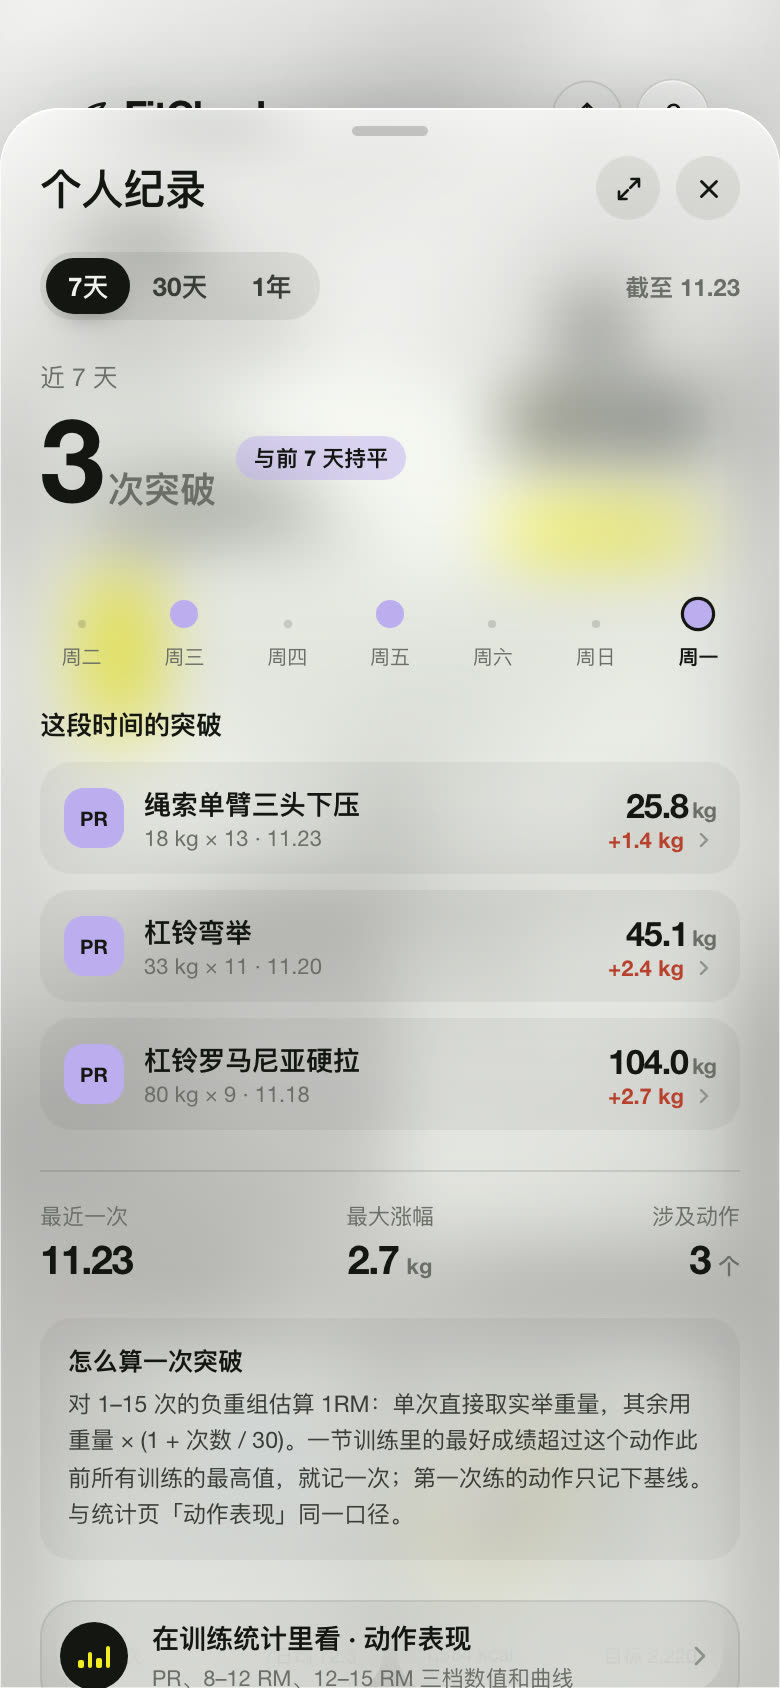 个人纪录
7天 30天 1年 截至 11.23
近 7 天
3次突破 与前 7 天持平
周二 周三 周四 周五 周六 周日 周一
这段时间的突破
PR 绳索单臂三头下压 25.8 kg
18 kg × 13 · 11.23 +1.4 kg
PR 杠铃弯举 45.1 kg
33 kg × 11 · 11.20 +2.4 kg
PR 杠铃罗马尼亚硬拉 104.0 kg
80 kg × 9 · 11.18 +2.7 kg
最近一次 最大涨幅 涉及动作
11.23 2.7 kg 3 个
怎么算一次突破
对 1–15 次的负重组估算 1RM：单次直接取实举重量，其余用
重量 × (1 + 次数 / 30)。一节训练里的最好成绩超过这个动作此
前所有训练的最高值，就记一次；第一次练的动作只记下基线。
与统计页「动作表现」同一口径。
在训练统计里看 · 动作表现
PR、8–12 RM、12–15 RM 三档数值和曲线